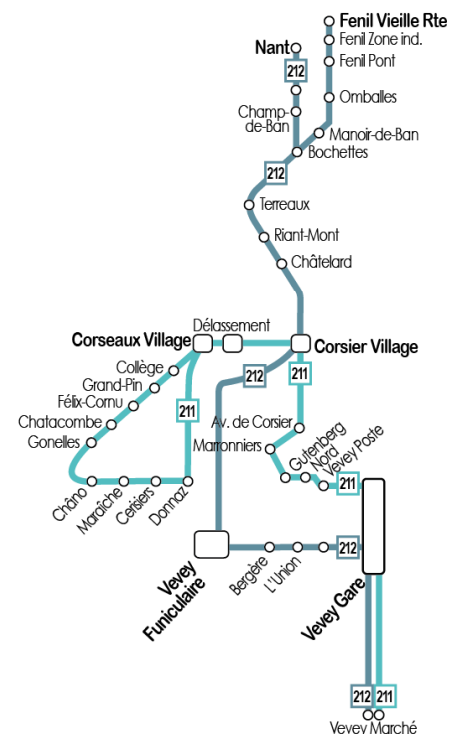 Fenil Vieille Rte
Fenil Zone ind.
Nant
Fenil Pont
212
Omballes
Champ-
de-Ban
Manoir-de-Ban
Bochettes
212
Terreaux
Riant-Mont
Châtelard
Délassement
Corseaux Village
Corsier Village
Collège
212
211
Grand-Pin
Félix-Cornu
211
Chatacombe
Av. de Corsier
Gonelles
Marronniers
Gutenberg
Nord
Vevey Poste
211
Châno
Maraîche
Cerisiers
Donnaz
212
Vevey
Funiculaire
Bergère
L'Union
Vevey Gare
212
211
Vevey Marché